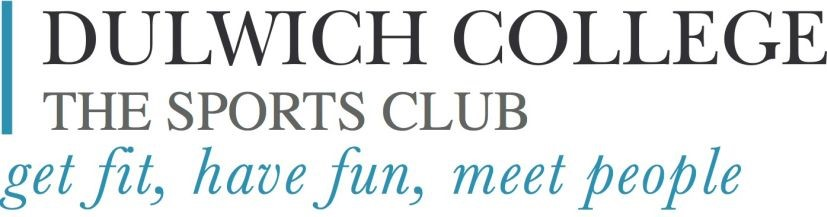 DULWICH COLLEGE
THE SPORTS CLUB
get fit, have fun, meet people